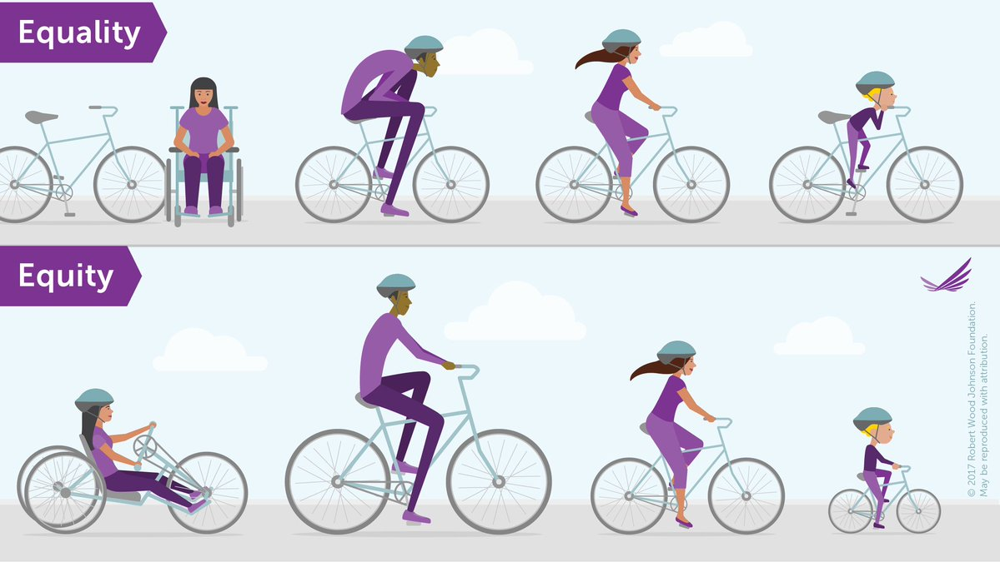 Equality
Equity
© 2017 Robert Wood Johnson Foundation.
May be reproduced with attribution.